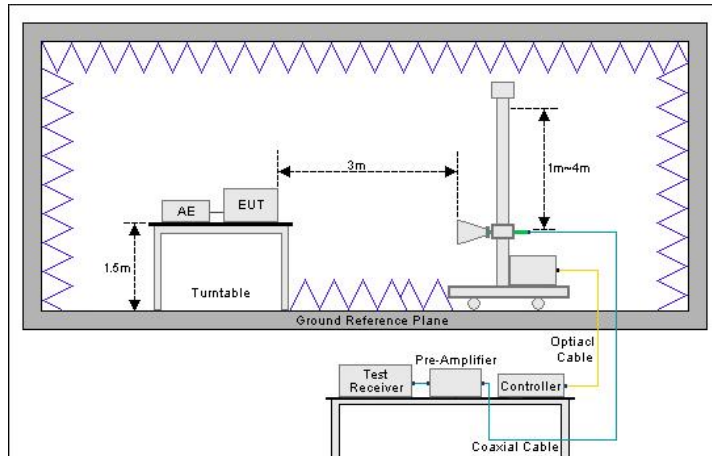 3m
1m~4m
AE
EUT
1.5m
Turntable
Ground Reference Plane
Optiacl
Cable
Test
Receiver
Pre-Amplifier
Controller
Coaxial Cable